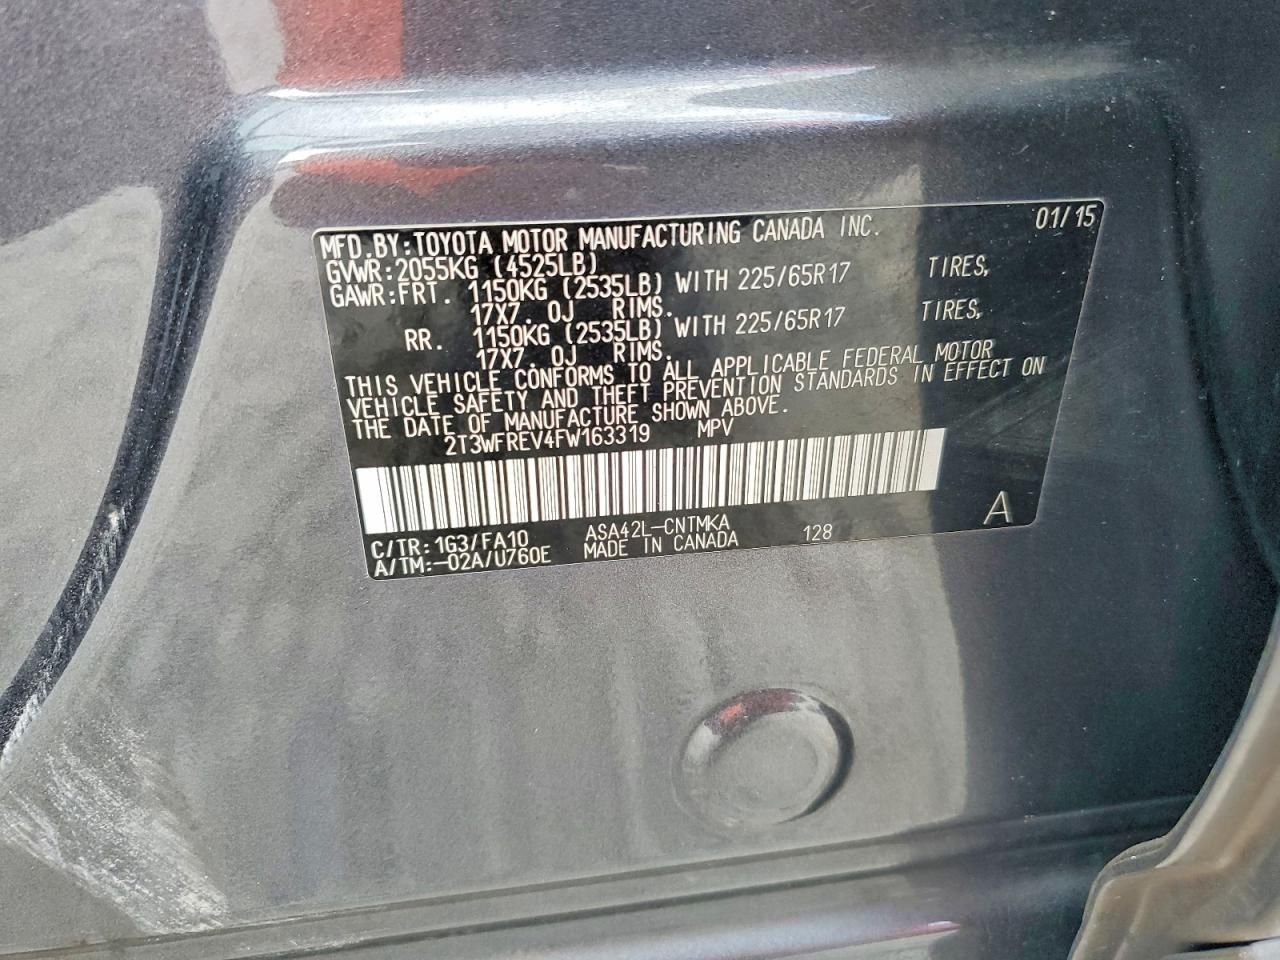 MFD. BY: TOYOTA MOTOR MANUFACTURING CANADA INC. 01/15
GVWR: 2055KG (4525LB)
GAWR: FRT. 1150KG (2535LB) WITH 225/65R17 TIRES,
17X7. 0J RIMS.
RR. 1150KG (2535LB) WITH 225/65R17 TIRES,
17X7. 0J RIMS.
THIS VEHICLE CONFORMS TO ALL APPLICABLE FEDERAL MOTOR
VEHICLE SAFETY AND THEFT PREVENTION STANDARDS IN EFFECT ON
THE DATE OF MANUFACTURE SHOWN ABOVE.
2T3WFREV4FW163319 MPV
C/TR: 1G3/FA10 ASA42L-CNTMKA 128 A
A/TM:-02A/U760E MADE IN CANADA